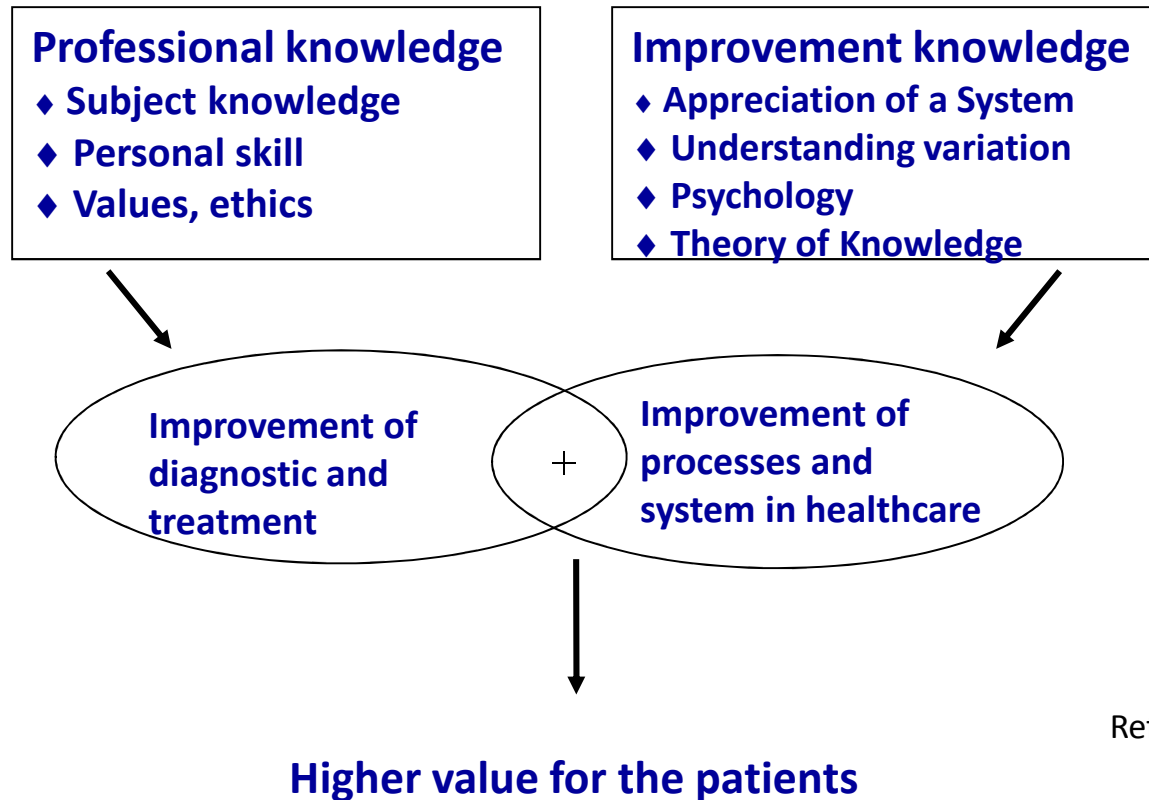 Professional knowledge
♦ Subject knowledge
♦ Personal skill
♦ Values, ethics
Improvement knowledge
♦ Appreciation of a System
♦ Understanding variation
♦ Psychology
♦ Theory of Knowledge
Improvement of
diagnostic and
treatment
+
Improvement of
processes and
system in healthcare
Higher value for the patients